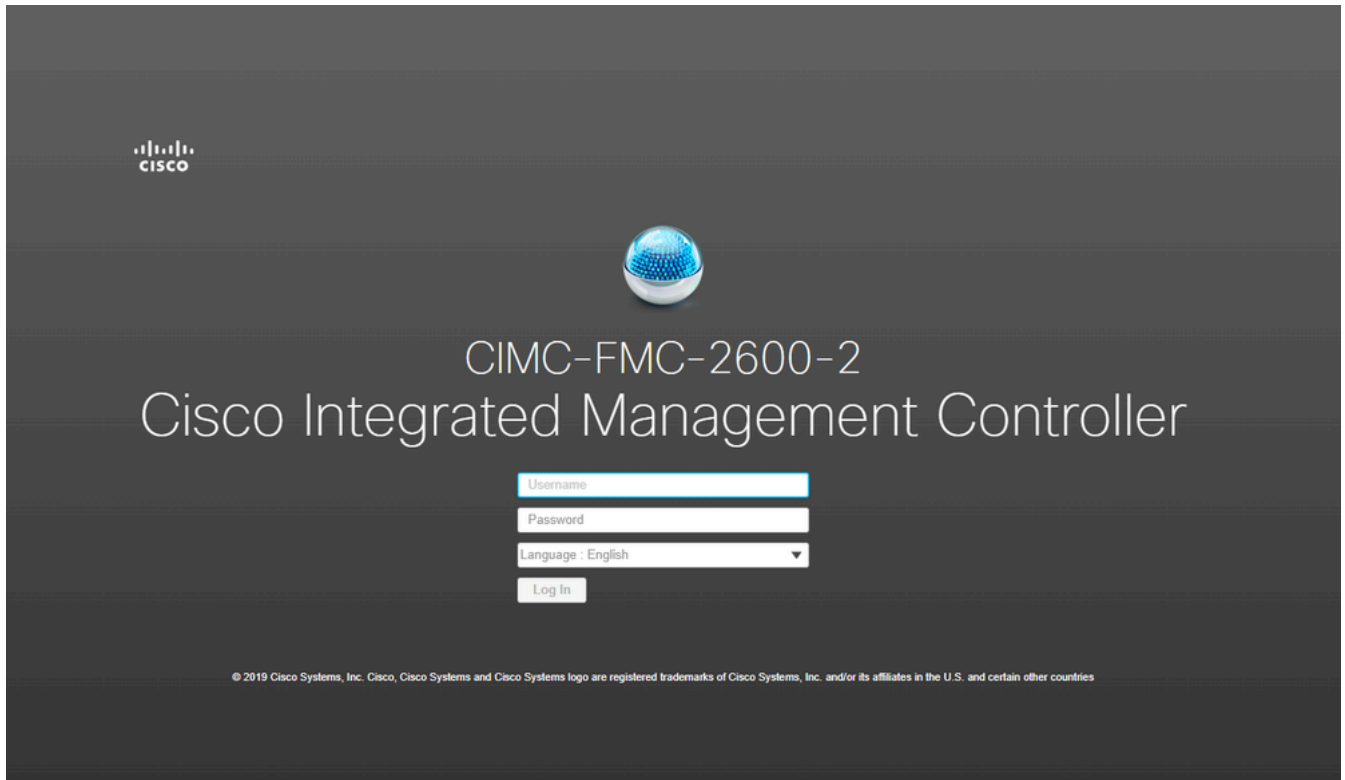 CISCO
CIMC-FMC-2600-2
Cisco Integrated Management Controller
Username
Password
Language : English
Log In
© 2019 Cisco Systems, Inc. Cisco, Cisco Systems and Cisco Systems logo are registered trademarks of Cisco Systems, Inc. and/or its affiliates in the U.S. and certain other countries